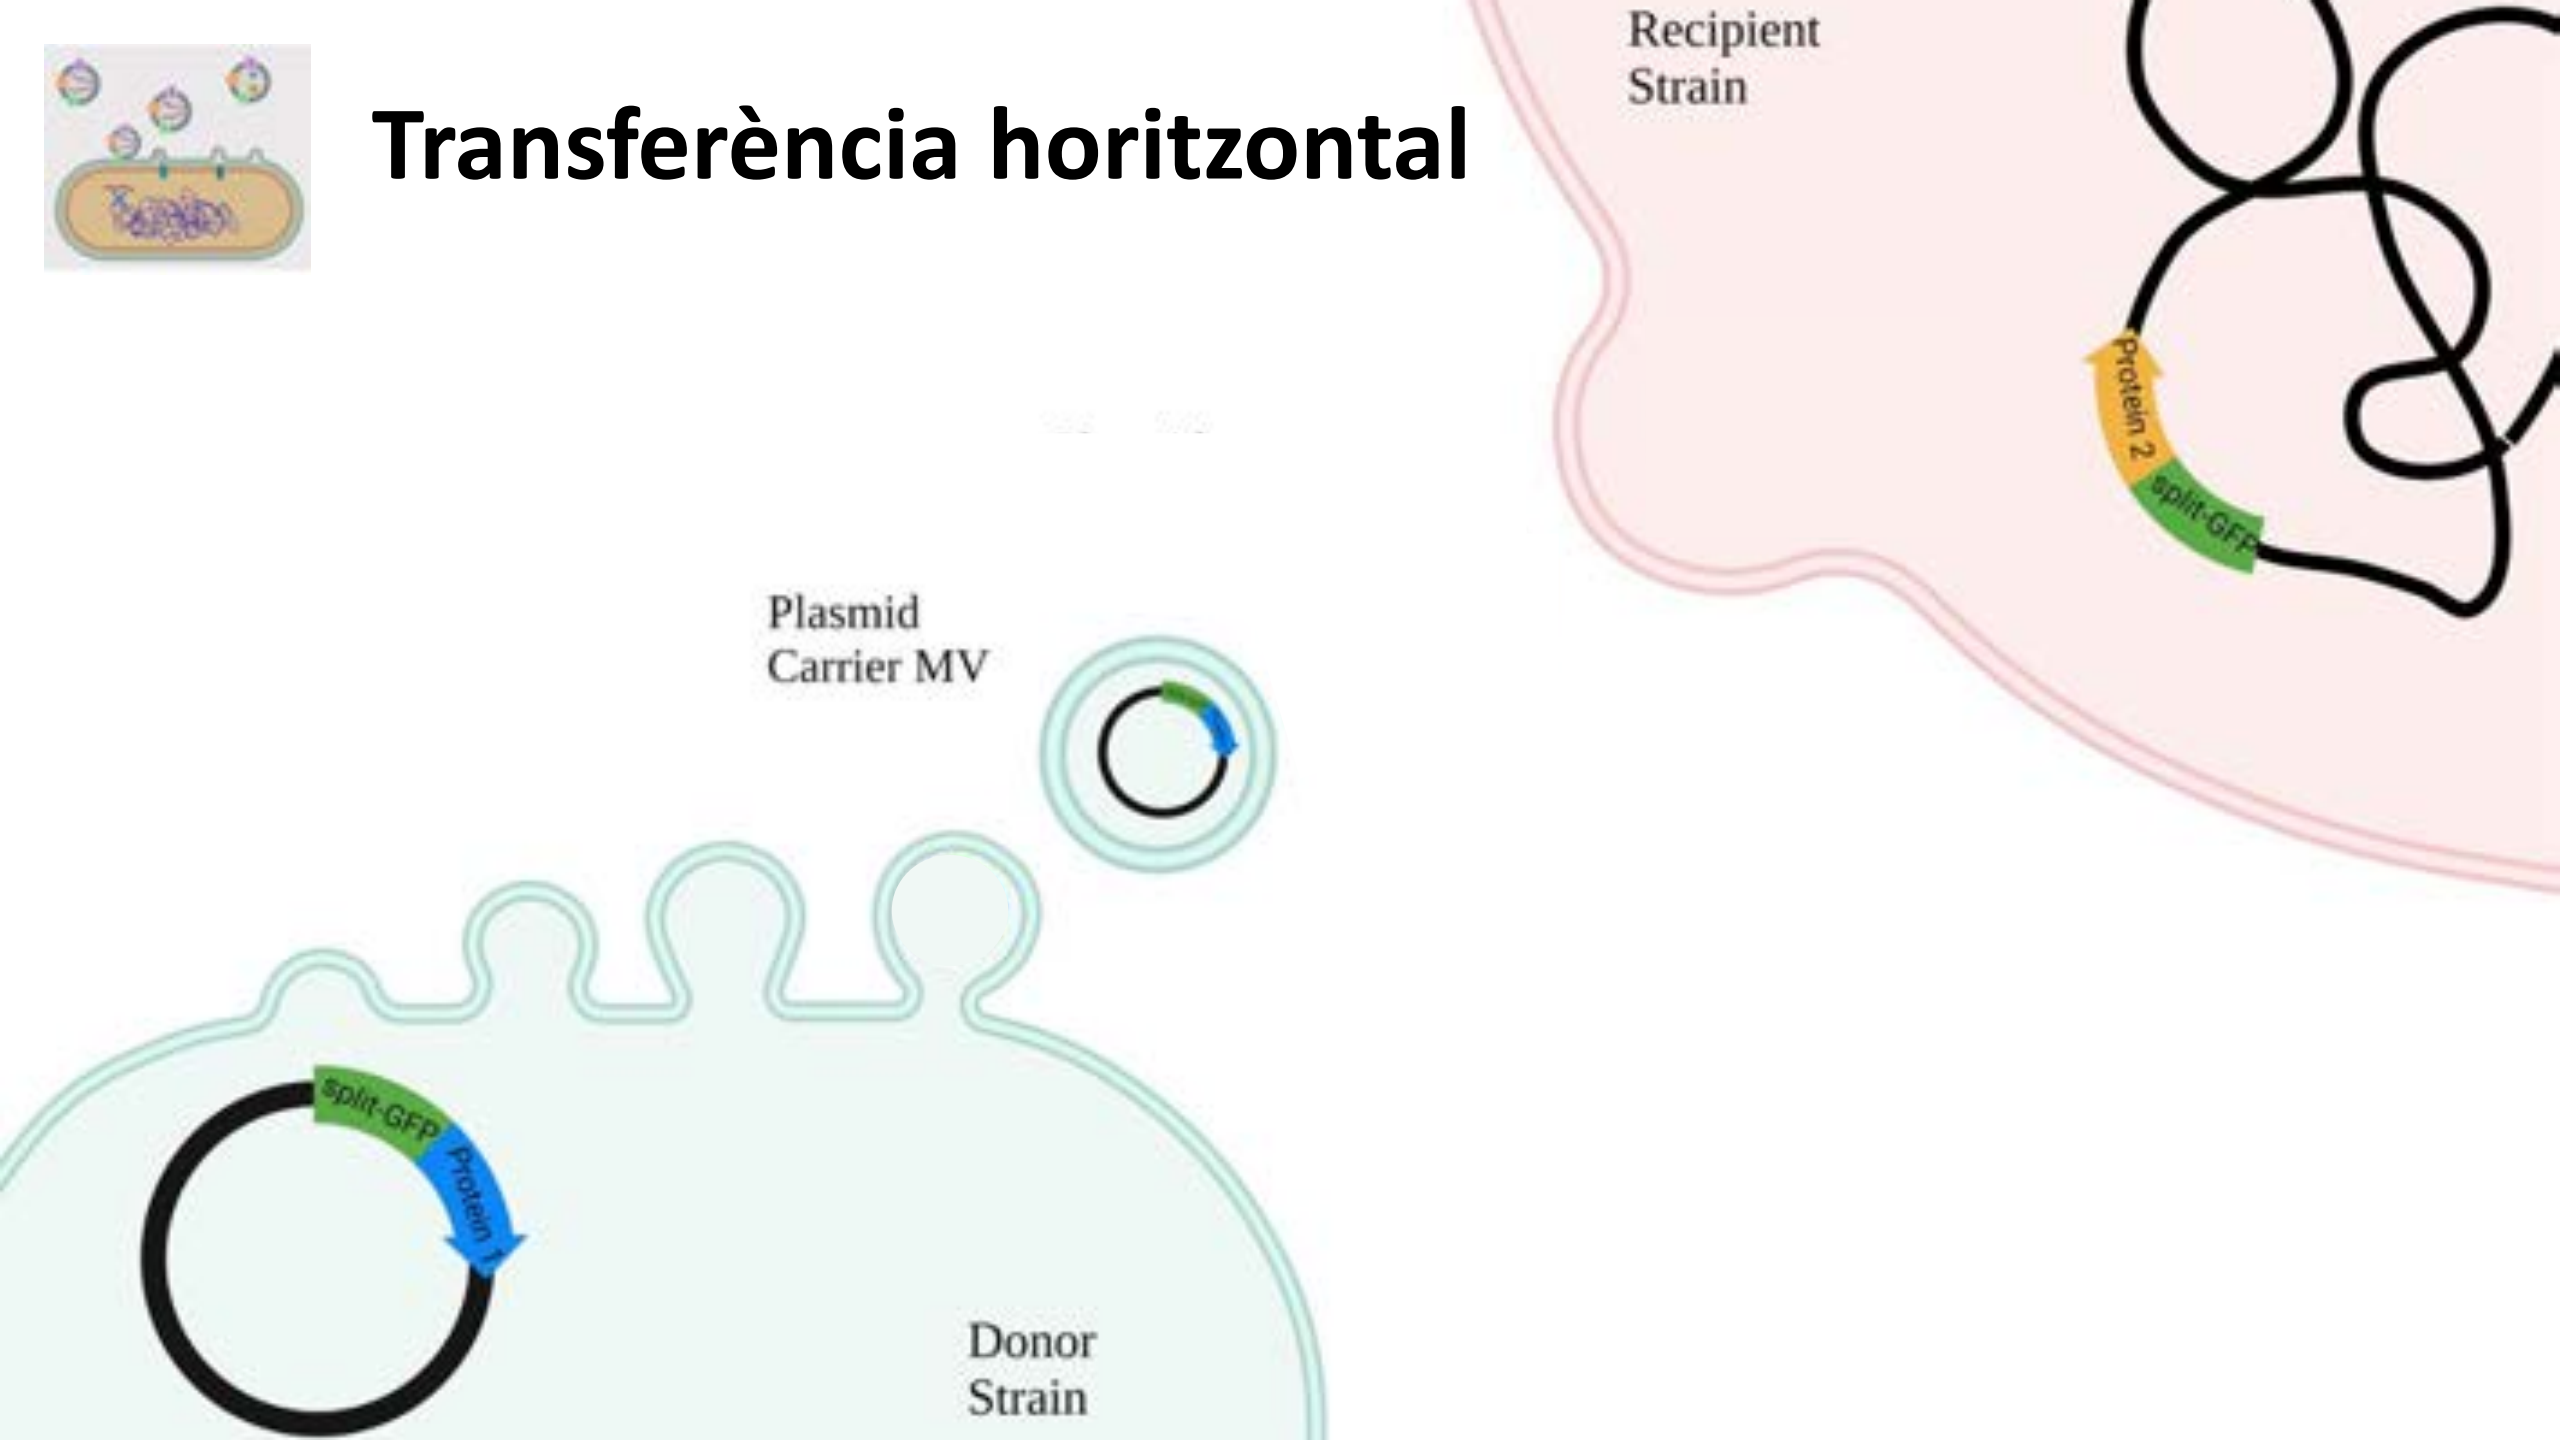 Transferència horitzontal
Recipient
Strain
Protein 2
split-GFP
Plasmid
Carrier MV
split-GFP
Protein 1
Donor
Strain